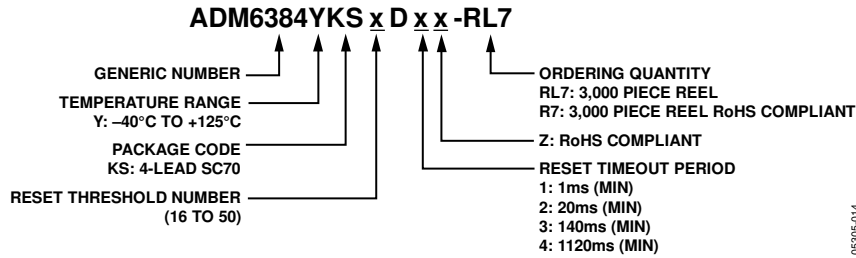 ADM6384YKS x D x x -RL7
GENERIC NUMBER
TEMPERATURE RANGE
Y: –40°C TO +125°C
PACKAGE CODE
KS: 4-LEAD SC70
RESET THRESHOLD NUMBER
(16 TO 50)
ORDERING QUANTITY
RL7: 3,000 PIECE REEL
R7: 3,000 PIECE REEL RoHS COMPLIANT
Z: RoHS COMPLIANT
RESET TIMEOUT PERIOD
1: 1ms (MIN)
2: 20ms (MIN)
3: 140ms (MIN)
4: 1120ms (MIN)
05305-014